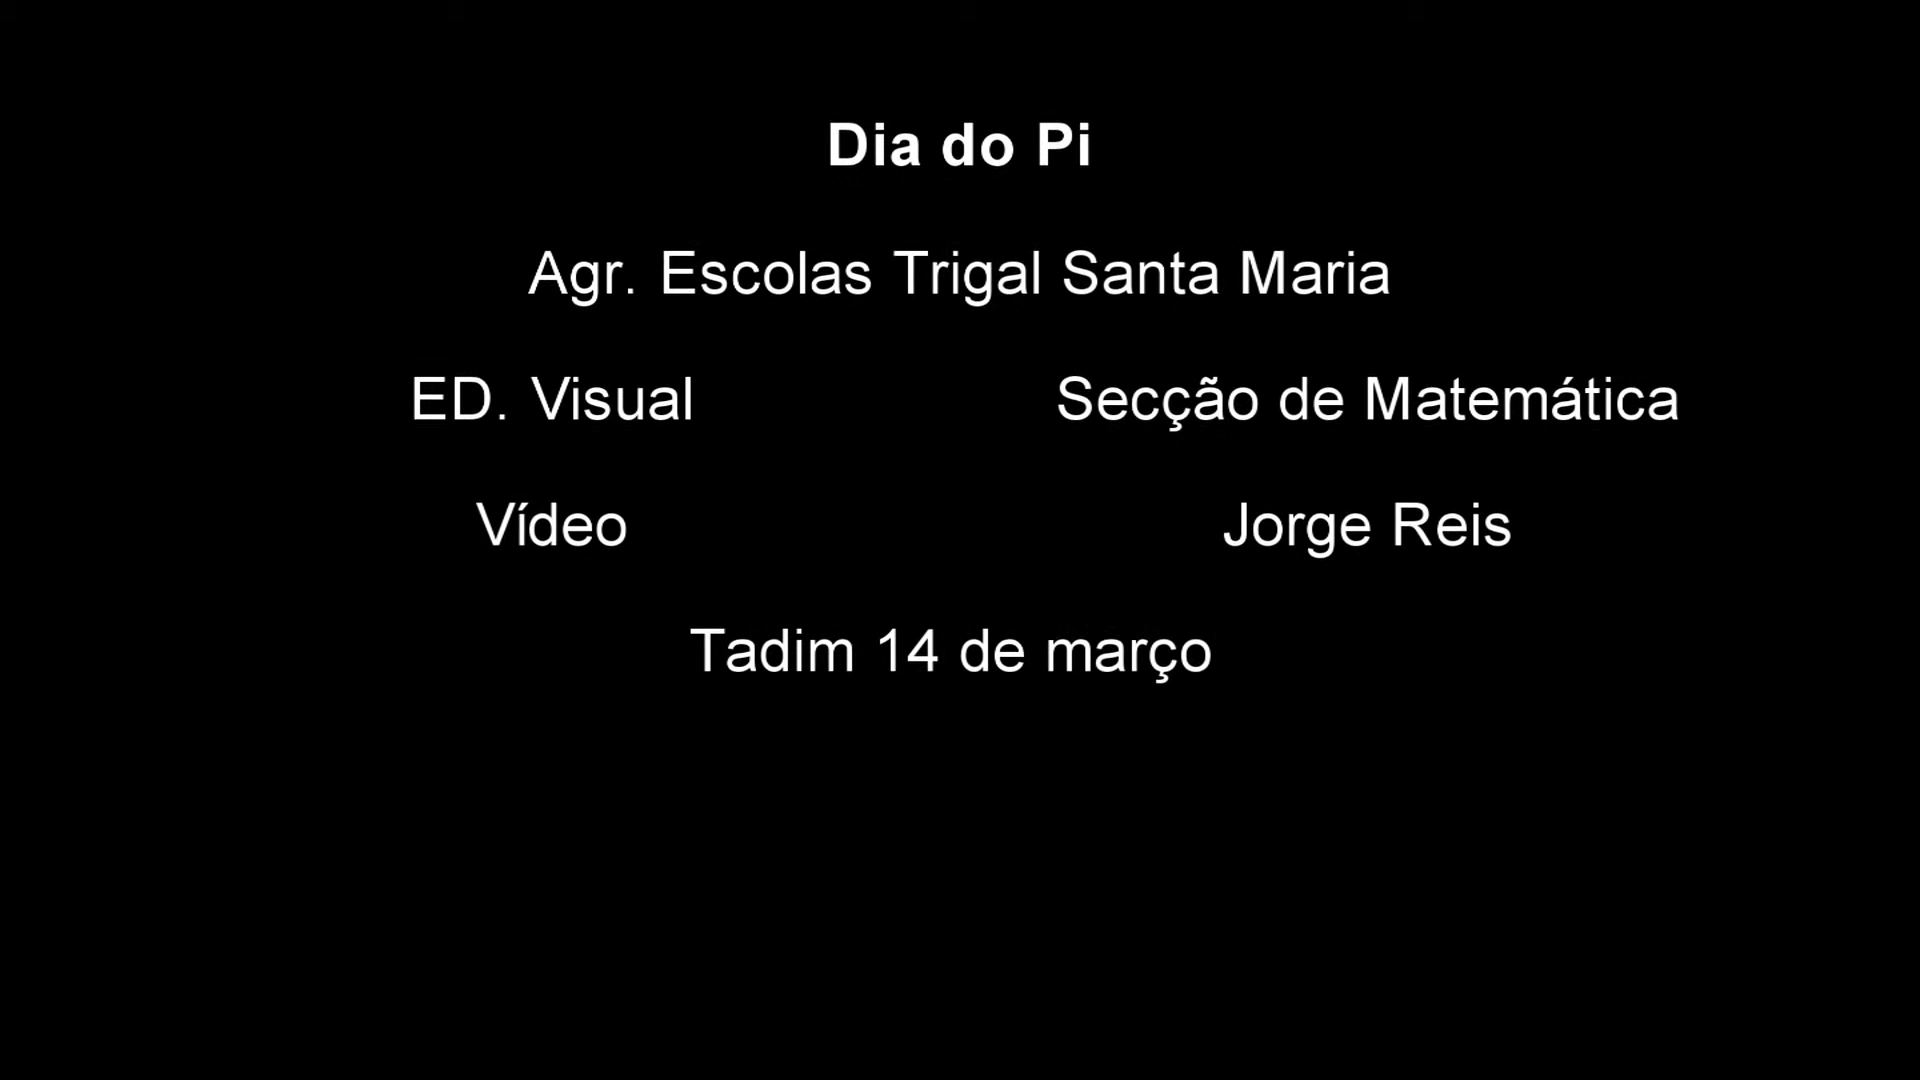 Dia do Pi
Agr. Escolas Trigal Santa Maria
ED. Visual Secção de Matemática
Vídeo Jorge Reis
Tadim 14 de março